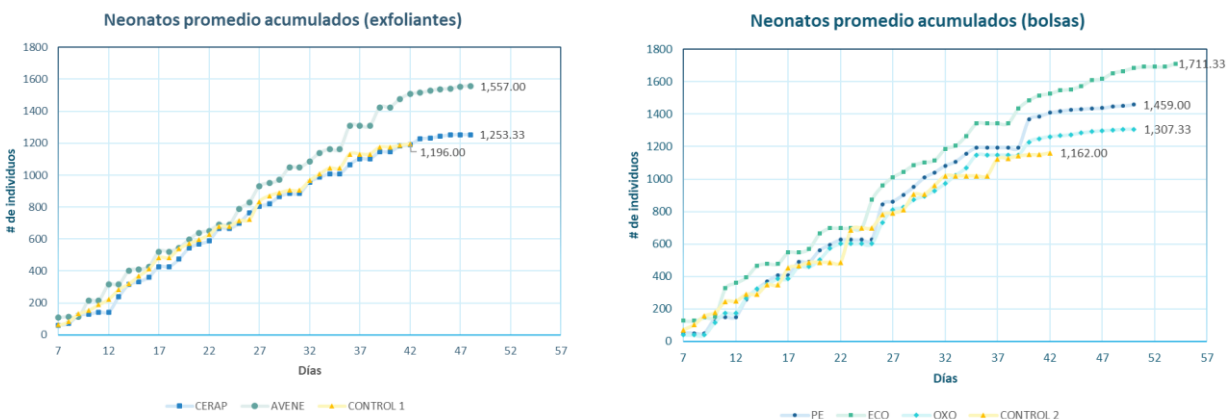 Neonatos promedio acumulados (exfoliantes)
# de individuos
1800
1600
1400
1200
1000
800
600
400
200
0
1,557.00
1,253.33
1,196.00
7 12 17 22 27 32 37 42 47 52 57
Días
CERAP AVENE CONTROL 1
Neonatos promedio acumulados (bolsas)
# de individuos
1800
1600
1400
1200
1000
800
600
400
200
0
1,711.33
1,459.00
1,307.33
1,162.00
7 12 17 22 27 32 37 42 47 52 57
Días
PE ECO OXO CONTROL 2